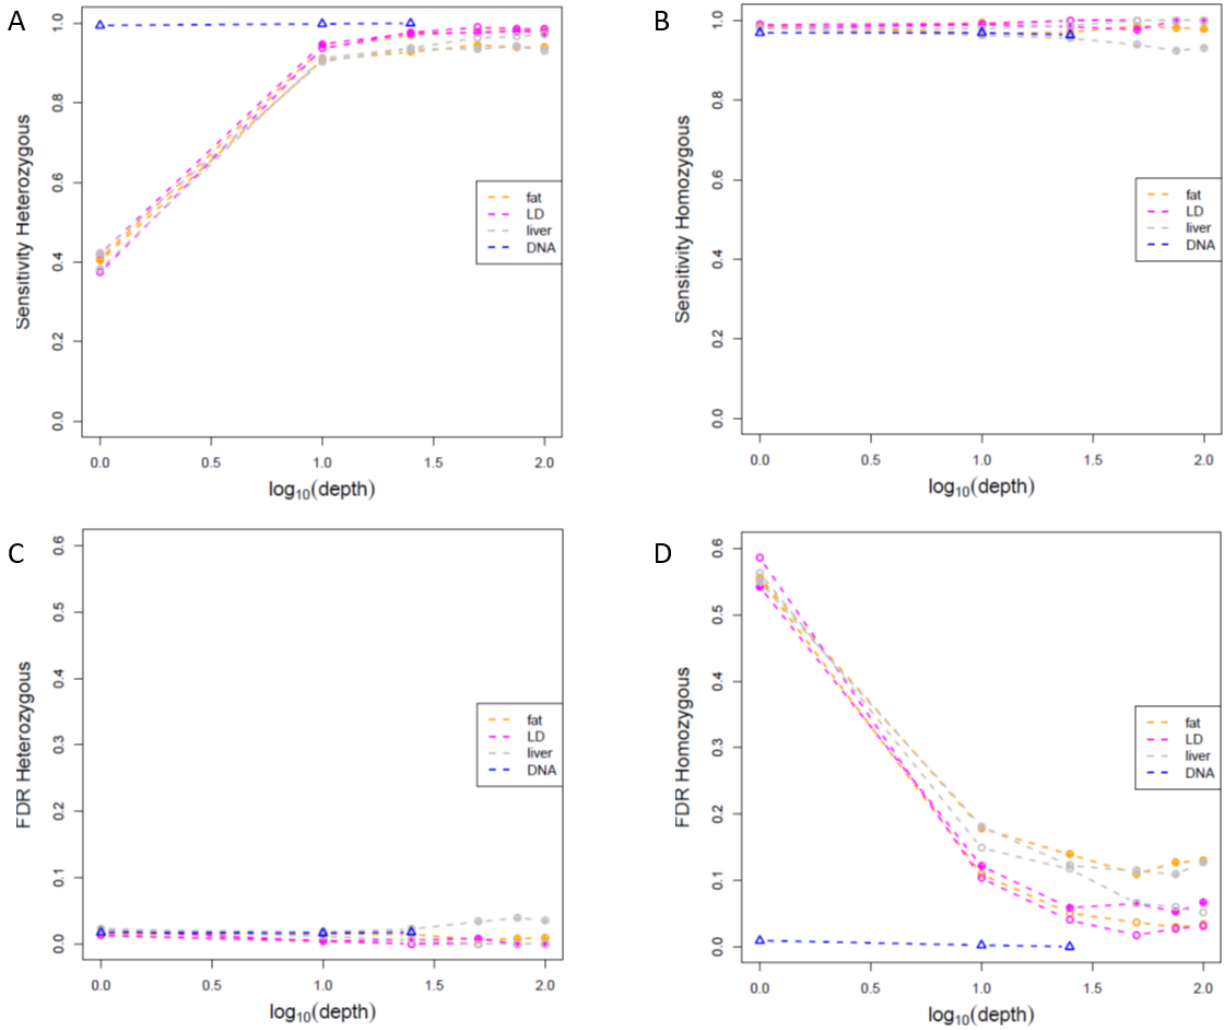 A
Sensitivity Heterozygous
1.0
0.8
0.6
0.4
0.2
0.0
fat
LD
liver
DNA
0.0 0.5 1.0 1.5 2.0
log10(depth)
B
Sensitivity Homozygous
1.0
0.8
0.6
0.4
0.2
0.0
fat
LD
liver
DNA
0.0 0.5 1.0 1.5 2.0
log10(depth)
C
FDR Heterozygous
0.6
0.5
0.4
0.3
0.2
0.1
0.0
fat
LD
liver
DNA
0.0 0.5 1.0 1.5 2.0
log10(depth)
D
FDR Homozygous
0.6
0.5
0.4
0.3
0.2
0.1
0.0
fat
LD
liver
DNA
0.0 0.5 1.0 1.5 2.0
log10(depth)